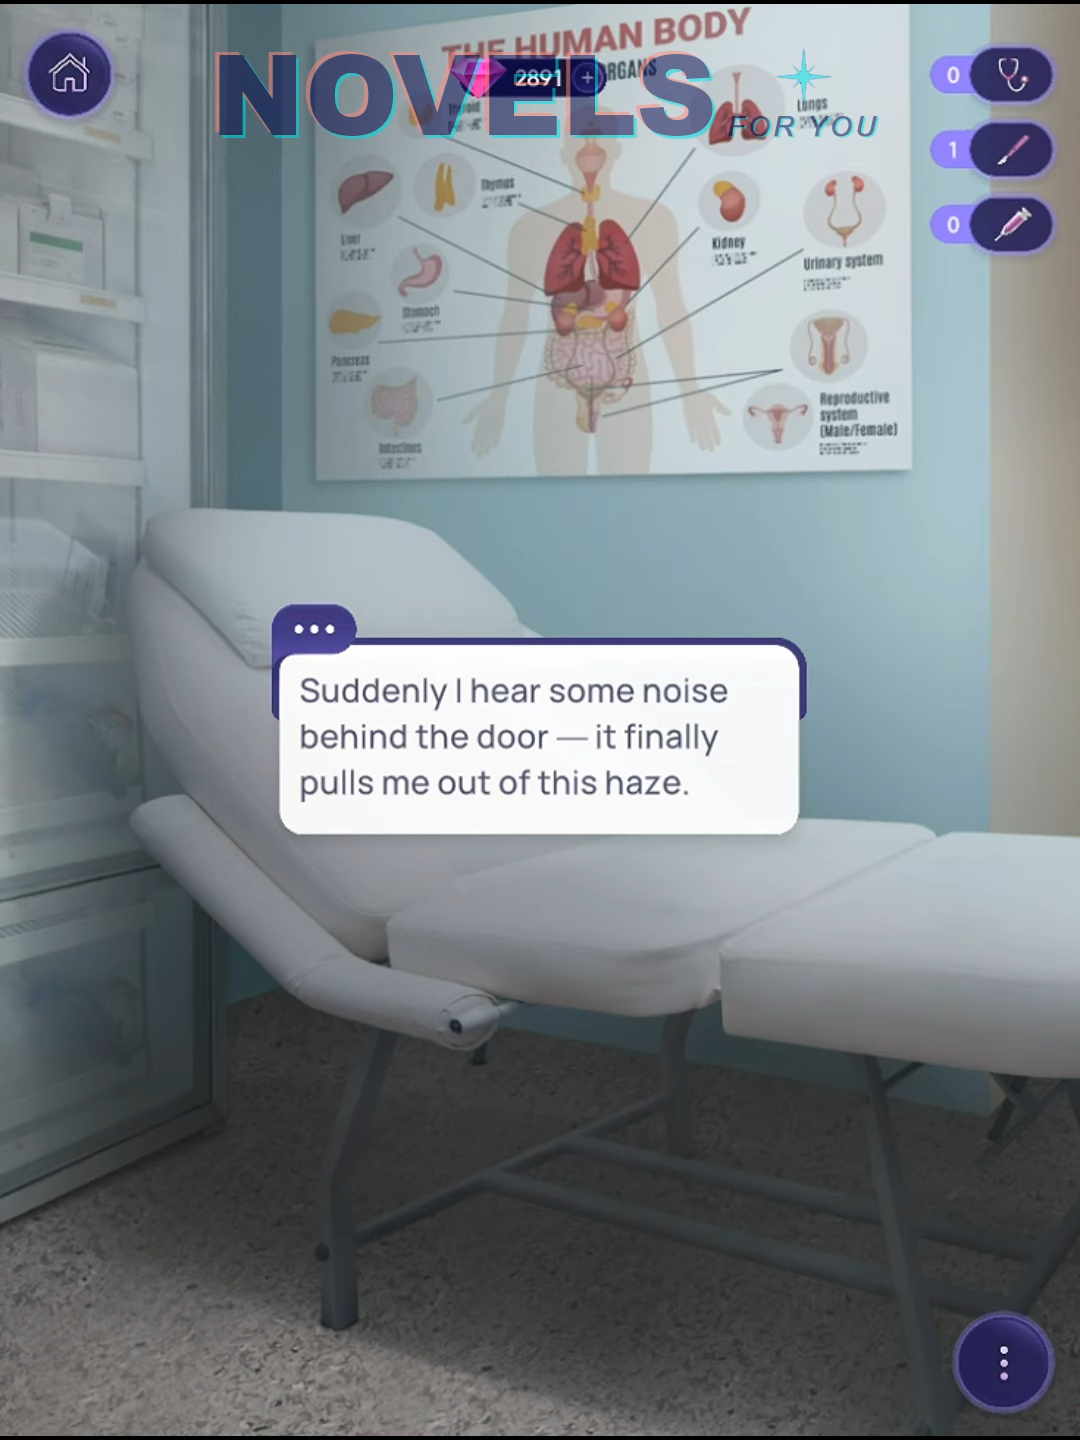 THE HUMAN BODY
ORGANS
NOVELS
FOR YOU
2891
+
0
1
0
Thyroid
Lungs
Thymus
Liver
Kidney
Urinary system
Stomach
Pancreas
Reproductive
system
(Male/Female)
Intestines
Suddenly I hear some noise
behind the door — it finally
pulls me out of this haze.